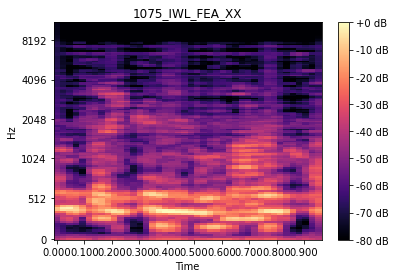 1075_IWL_FEA_XX
+0 dB
8192
-10 dB
4096
-20 dB
-30 dB
2048
Hz
-40 dB
1024
-50 dB
-60 dB
512
-70 dB
0
-80 dB
0.0000.1000.2000.3000.4000.5000.6000.7000.8000.900
Time